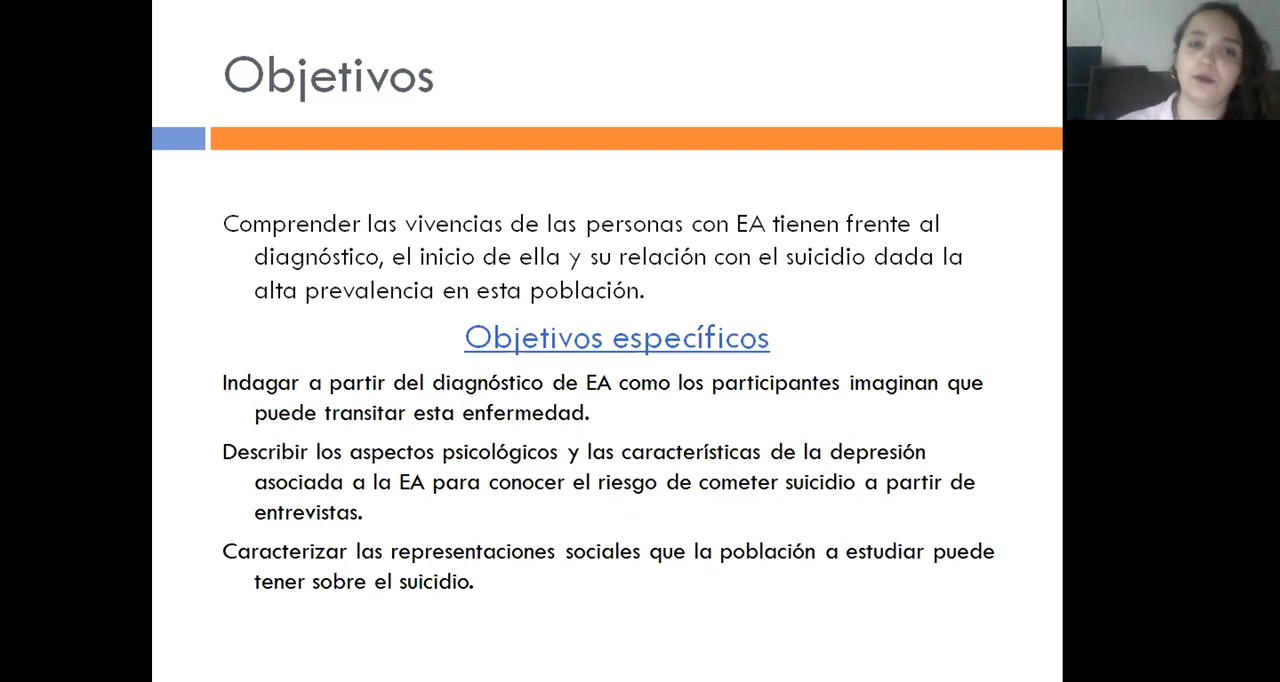 Objetivos
Comprender las vivencias de las personas con EA tienen frente al
diagnóstico, el inicio de ella y su relación con el suicidio dada la
alta prevalencia en esta población.
Objetivos específicos
Indagar a partir del diagnóstico de EA como los participantes imaginan que
puede transitar esta enfermedad.
Describir los aspectos psicológicos y las características de la depresión
asociada a la EA para conocer el riesgo de cometer suicidio a partir de
entrevistas.
Caracterizar las representaciones sociales que la población a estudiar puede
tener sobre el suicidio.